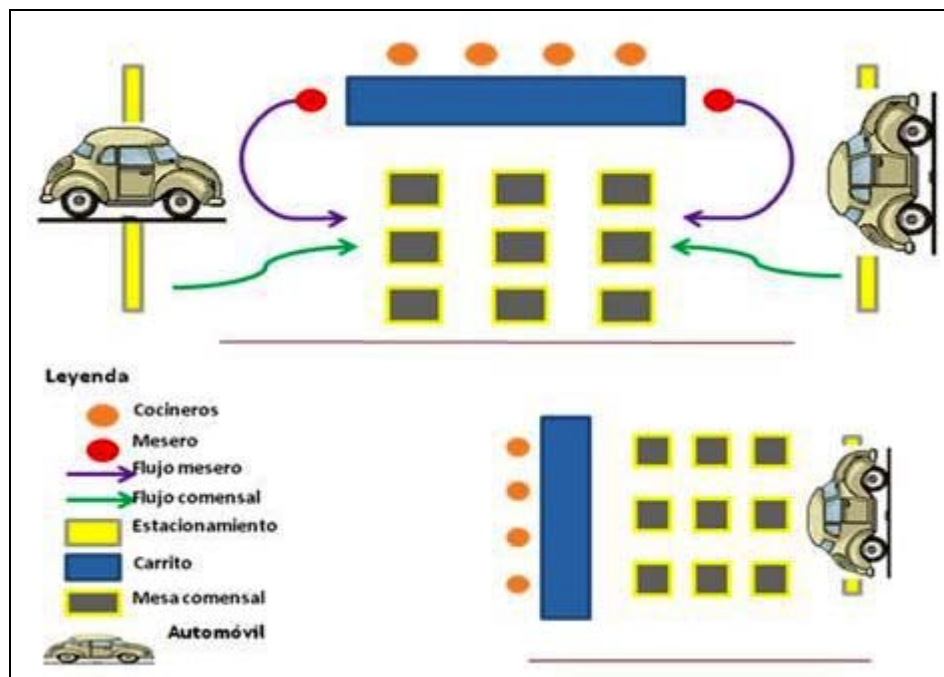 Leyenda
Cocineros
Mesero
Flujo mesero
Flujo comensal
Estacionamiento
Carrito
Mesa comensal
Automóvil